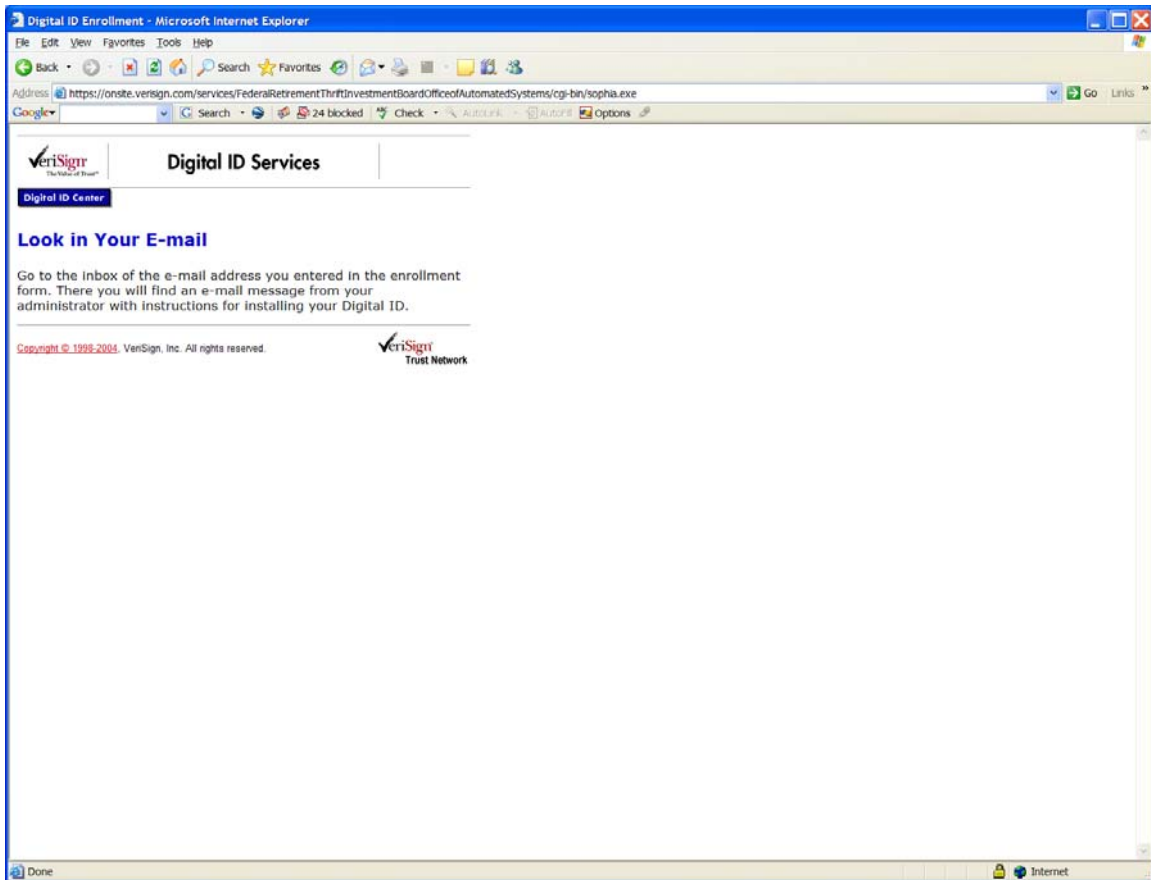 Digital ID Enrollment - Microsoft Internet Explorer
File Edit View Favorites Tools Help
Back Search Favorites
Address https://onsite.verisign.com/services/FederalRetirementThriftInvestmentBoardOfficeofAutomatedSystems/cgi-bin/sophia.exe Go Links »
Google Search 24 blocked Check AutoLink AutoFill Options
VeriSign Digital ID Services
The Value of Trust
Digital ID Center
Look in Your E-mail
Go to the inbox of the e-mail address you entered in the enrollment
form. There you will find an e-mail message from your
administrator with instructions for installing your Digital ID.
Copyright © 1998-2004, VeriSign, Inc. All rights reserved.
VeriSign
Trust Network
Done Internet